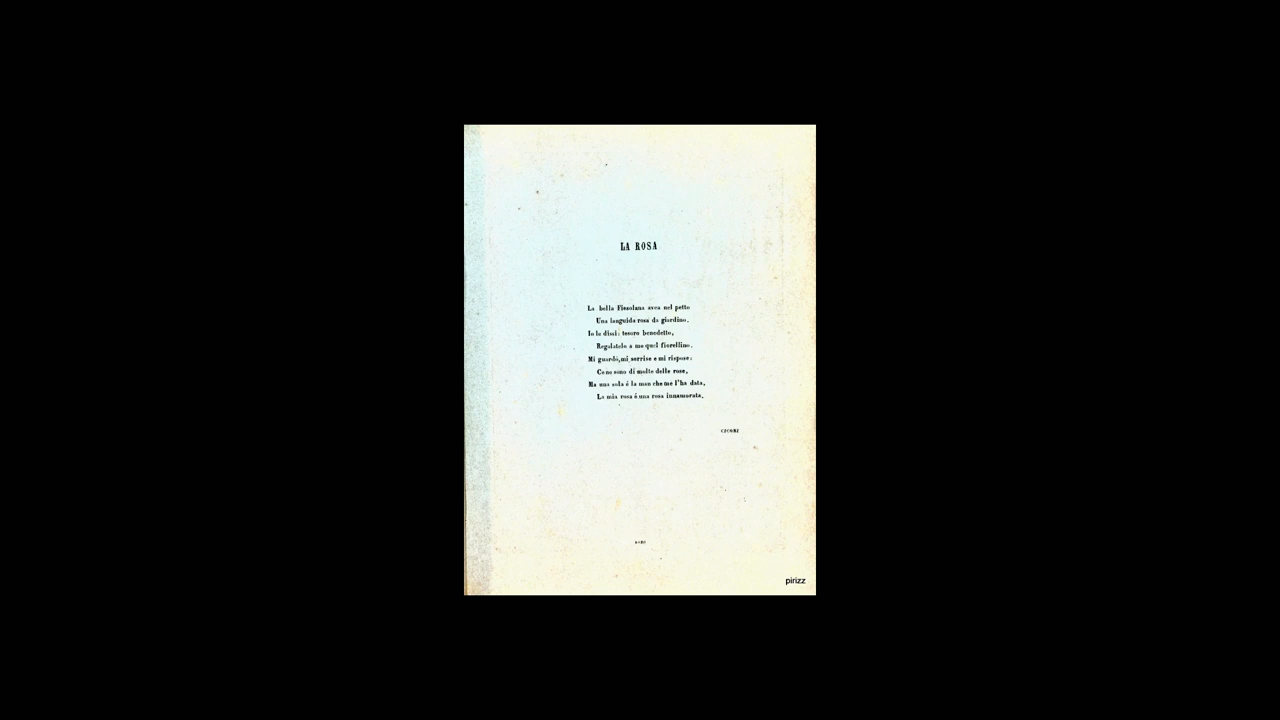 LA ROSA
La bella Fiesolana avea nel petto
Una languida rosa da giardino.
Io le dissi: tesoro benedetto,
Regalatelo a me quel fiorellino.
Mi guardò, mi sorrise e mi rispose:
Ce ne sono di molte delle rose,
Ma una sola é la man che me l'ha data,
La mia rosa é una rosa innamorata.
CICONI
pirizz